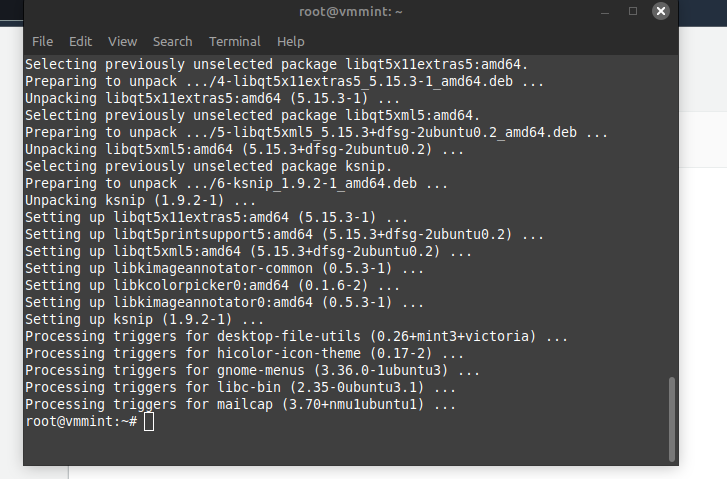 root@vmmint: ~
File Edit View Search Terminal Help
Selecting previously unselected package libqt5x11extras5:amd64.
Preparing to unpack .../4-libqt5x11extras5_5.15.3-1_amd64.deb ...
Unpacking libqt5x11extras5:amd64 (5.15.3-1) ...
Selecting previously unselected package libqt5xml5:amd64.
Preparing to unpack .../5-libqt5xml5_5.15.3+dfsg-2ubuntu0.2_amd64.deb ...
Unpacking libqt5xml5:amd64 (5.15.3+dfsg-2ubuntu0.2) ...
Selecting previously unselected package ksnip.
Preparing to unpack .../6-ksnip_1.9.2-1_amd64.deb ...
Unpacking ksnip (1.9.2-1) ...
Setting up libqt5x11extras5:amd64 (5.15.3-1) ...
Setting up libqt5printsupport5:amd64 (5.15.3+dfsg-2ubuntu0.2) ...
Setting up libqt5xml5:amd64 (5.15.3+dfsg-2ubuntu0.2) ...
Setting up libkimageannotator-common (0.5.3-1) ...
Setting up libkcolorpicker0:amd64 (0.1.6-2) ...
Setting up libkimageannotator0:amd64 (0.5.3-1) ...
Setting up ksnip (1.9.2-1) ...
Processing triggers for desktop-file-utils (0.26+mint3+victoria) ...
Processing triggers for hicolor-icon-theme (0.17-2) ...
Processing triggers for gnome-menus (3.36.0-1ubuntu3) ...
Processing triggers for libc-bin (2.35-0ubuntu3.1) ...
Processing triggers for mailcap (3.70+nmu1ubuntu1) ...
root@vmmint:~#